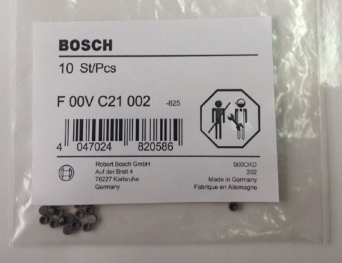 BOSCH
10 St/Pcs
F 00V C21 002 -825
4 047024 820586
Robert Bosch GmbH
Auf der Breit 4
76227 Karlsruhe
Germany
202
Made in Germany
Fabriqué en Allemagne